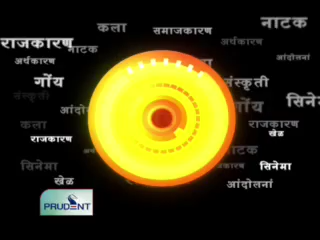 कला
समाजकारण
नाटक
राजकारण
नाटक
अर्थकारण
अर्थकारण
आंदोलनां
गोंय
संस्कृती
संस्कृती
गोंय
सिनेमा
आंदोलनां
कला
राजकारण
राजकारण
खेळ
सिनेमा
सिनेमा
खेळ
आंदोलनां
PRUDENT